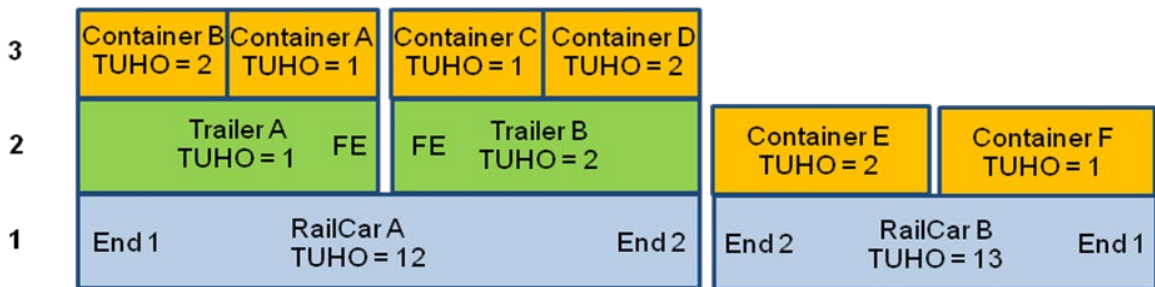 3
Container B
TUHO = 2
Container A
TUHO = 1
Container C
TUHO = 1
Container D
TUHO = 2
2
Trailer A
TUHO = 1
FE
FE
Trailer B
TUHO = 2
Container E
TUHO = 2
Container F
TUHO = 1
1
End 1
RailCar A
TUHO = 12
End 2
End 2
RailCar B
TUHO = 13
End 1